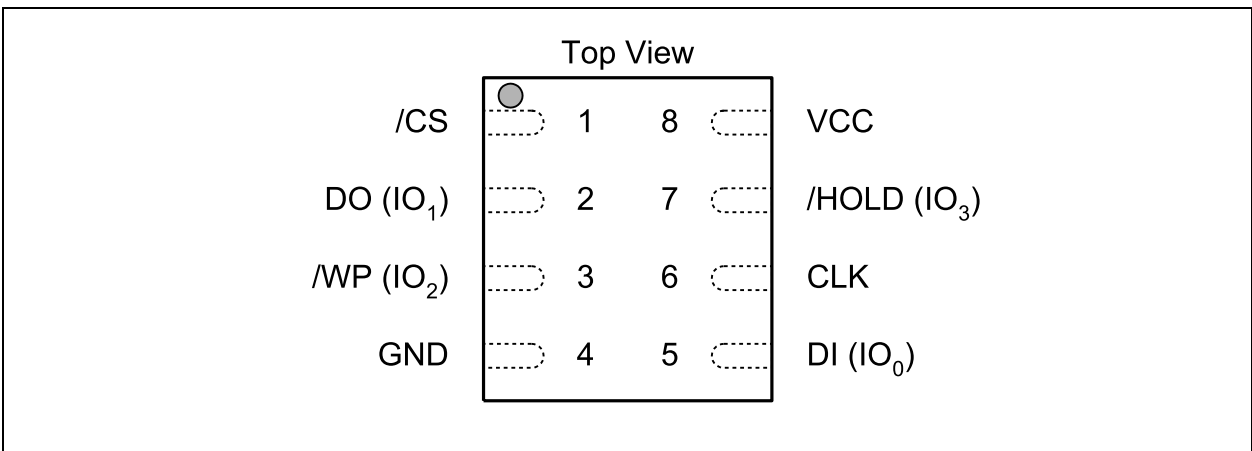 Top View
/CS 1 8 VCC
DO (IO₁) 2 7 /HOLD (IO₃)
/WP (IO₂) 3 6 CLK
GND 4 5 DI (IO₀)